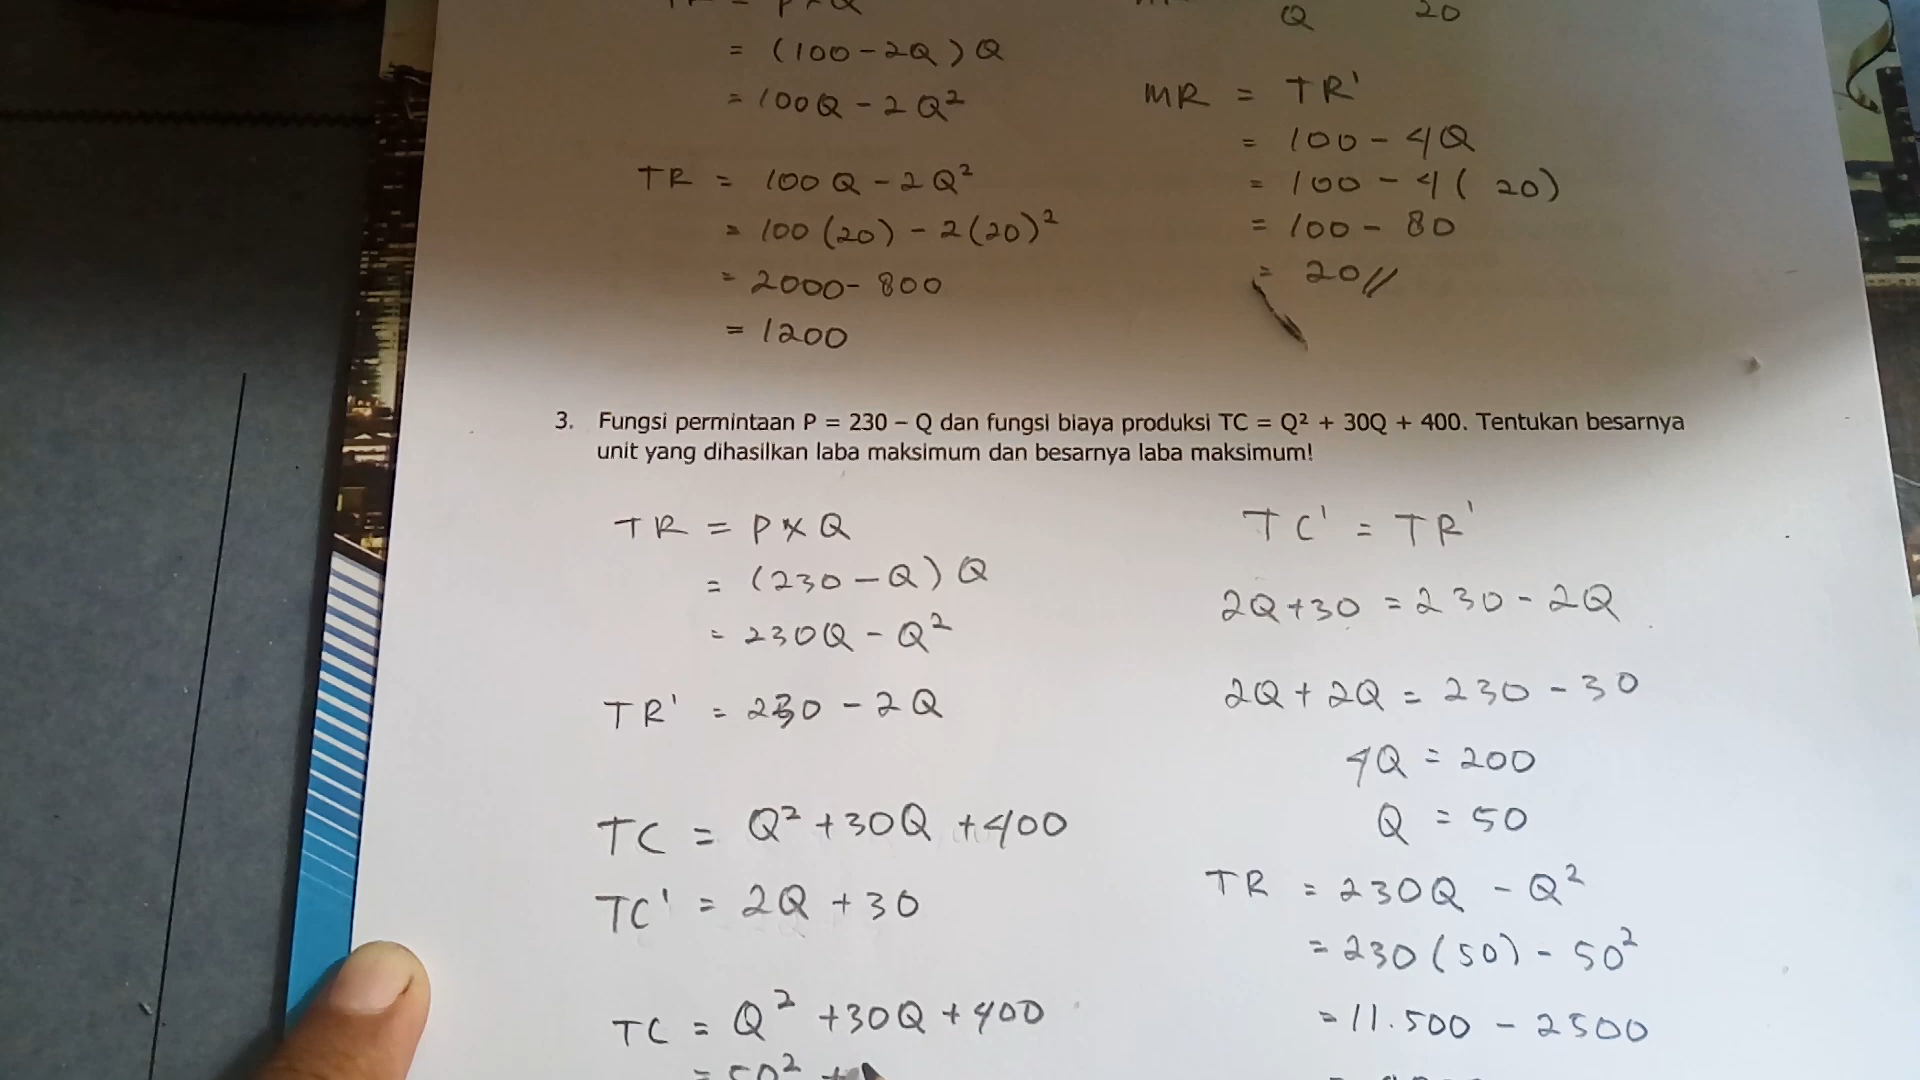 = (100 - 2Q) Q
= 100Q - 2Q²
TR = 100Q - 2Q²
= 100 (20) - 2 (20)²
= 2000 - 800
= 1200
Q 20
MR = TR'
= 100 - 4Q
= 100 - 4 ( 20)
= 100 - 80
= 20 //
3. Fungsi permintaan P = 230 – Q dan fungsi biaya produksi TC = Q² + 30Q + 400. Tentukan besarnya
unit yang dihasilkan laba maksimum dan besarnya laba maksimum!
TR = P x Q
= (230 - Q) Q
= 230Q - Q²
TR' = 230 - 2Q
TC = Q² + 30Q + 400
TC' = 2Q + 30
TC = Q² + 30Q + 400
= 50² +
TC' = TR'
2Q + 30 = 230 - 2Q
2Q + 2Q = 230 - 30
4Q = 200
Q = 50
TR = 230Q - Q²
= 230 (50) - 50²
= 11.500 - 2500